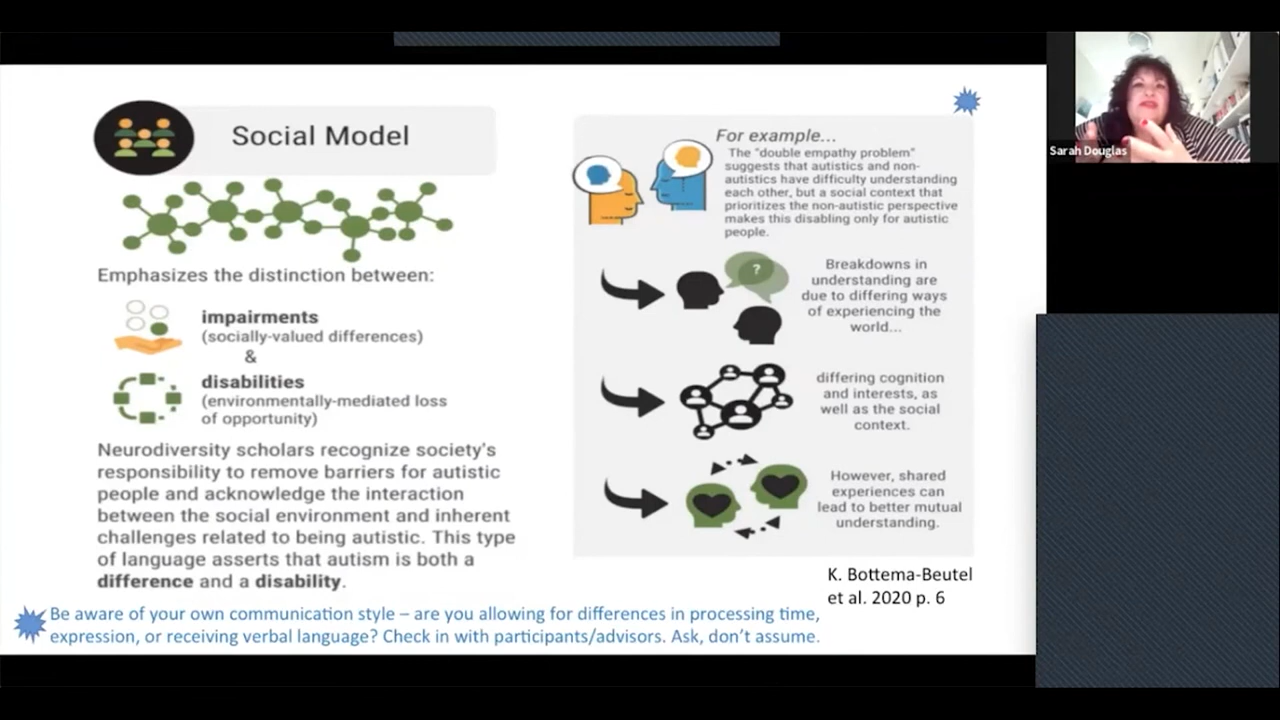 Social Model
Emphasizes the distinction between:
impairments
(socially-valued differences)
&
disabilities
(environmentally-mediated loss
of opportunity)
Neurodiversity scholars recognize society's
responsibility to remove barriers for autistic
people and acknowledge the interaction
between the social environment and inherent
challenges related to being autistic. This type
of language asserts that autism is both a
difference and a disability.
For example...
The "double empathy problem"
suggests that autistics and non-
autistics have difficulty understanding
each other, but a social context that
prioritizes the non-autistic perspective
makes this disabling only for autistic
people.
?
Breakdowns in
understanding are
due to differing ways
of experiencing the
world...
differing cognition
and interests, as
well as the social
context.
However, shared
experiences can
lead to better mutual
understanding.
K. Bottema-Beutel
et al. 2020 p. 6
Be aware of your own communication style – are you allowing for differences in processing time,
expression, or receiving verbal language? Check in with participants/advisors. Ask, don't assume.
Sarah Douglas